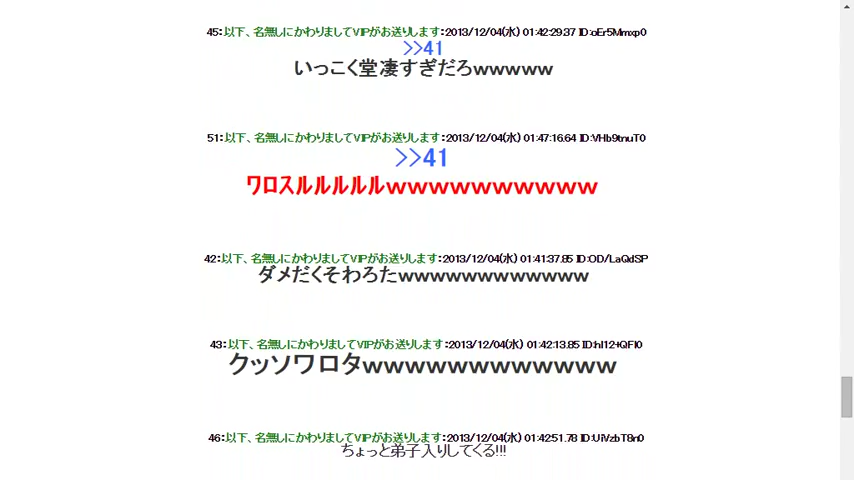 45：以下、名無しにかわりましてVIPがお送りします：2013/12/04(水) 01:42:29.37 ID:oEr5Mmxp0
>>41
いっこく堂凄すぎだろwwwww
51：以下、名無しにかわりましてVIPがお送りします：2013/12/04(水) 01:47:16.64 ID:VHb9tnuT0
>>41
ﾜﾛスルルルルルwwwwwwwwwww
42：以下、名無しにかわりましてVIPがお送りします：2013/12/04(水) 01:41:37.85 ID:OD/LaQdSP
ダメだくそわろたwwwwwwwwwwww
43：以下、名無しにかわりましてVIPがお送りします：2013/12/04(水) 01:42:13.85 ID:hI12+QFl0
クッソワロタwwwwwwwwwwww
46：以下、名無しにかわりましてVIPがお送りします：2013/12/04(水) 01:42:51.78 ID:UiVzbT8n0
ちょっと弟子入りしてくる!!!